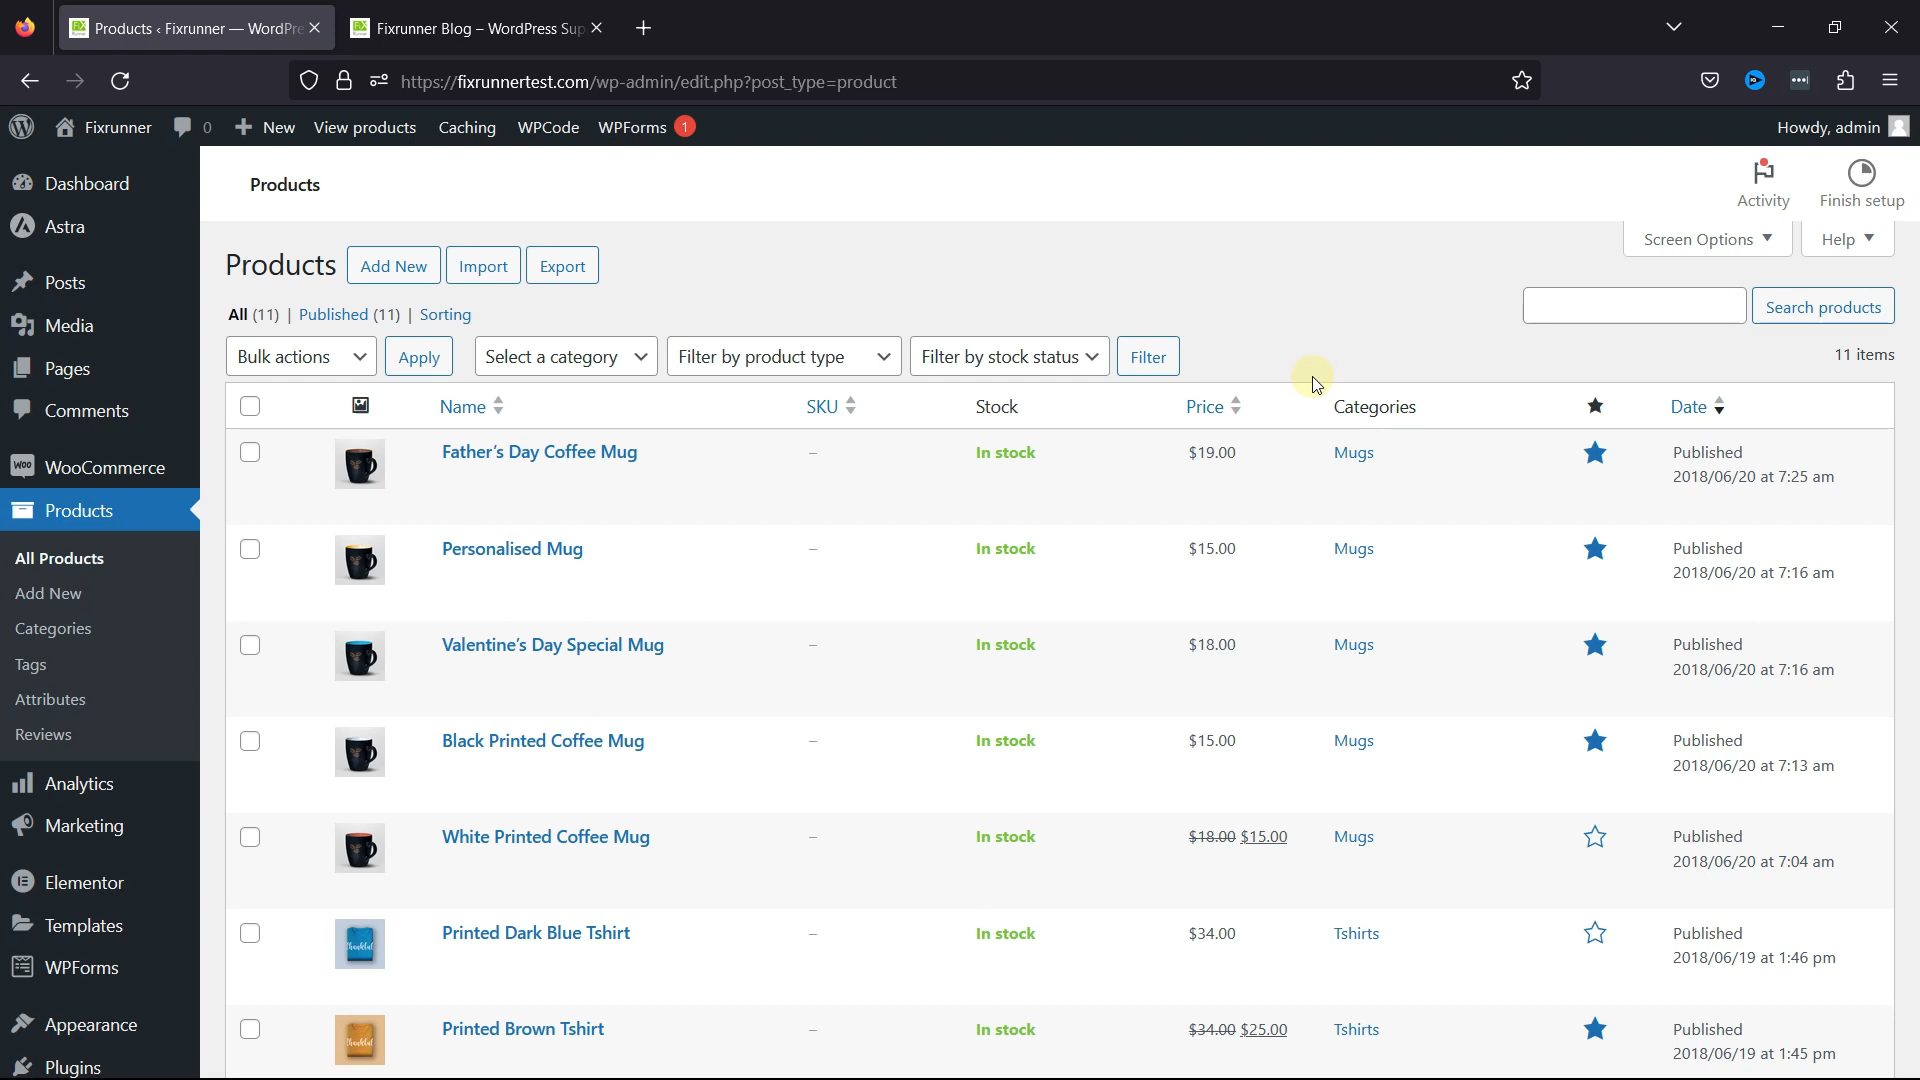 Products ‹ Fixrunner — WordPre
Fixrunner Blog – WordPress Sup
https://fixrunnertest.com/wp-admin/edit.php?post_type=product
Fixrunner
0
New
View products
Caching
WPCode
WPForms
1
Howdy, admin
Products
Activity
Finish setup
Dashboard
Astra
Posts
Media
Pages
Comments
WooCommerce
Products
All Products
Add New
Categories
Tags
Attributes
Reviews
Analytics
Marketing
Elementor
Templates
WPForms
Appearance
Plugins
Screen Options
Help
Products
Add New
Import
Export
All (11) | Published (11) | Sorting
Search products
Bulk actions
Apply
Select a category
Filter by product type
Filter by stock status
Filter
11 items
Name SKU Stock Price Categories Date
Father's Day Coffee Mug – In stock $19.00 Mugs Published
2018/06/20 at 7:25 am
Personalised Mug – In stock $15.00 Mugs Published
2018/06/20 at 7:16 am
Valentine's Day Special Mug – In stock $18.00 Mugs Published
2018/06/20 at 7:16 am
Black Printed Coffee Mug – In stock $15.00 Mugs Published
2018/06/20 at 7:13 am
White Printed Coffee Mug – In stock $18.00 $15.00 Mugs Published
2018/06/20 at 7:04 am
Printed Dark Blue Tshirt – In stock $34.00 Tshirts Published
2018/06/19 at 1:46 pm
Printed Brown Tshirt – In stock $34.00 $25.00 Tshirts Published
2018/06/19 at 1:45 pm